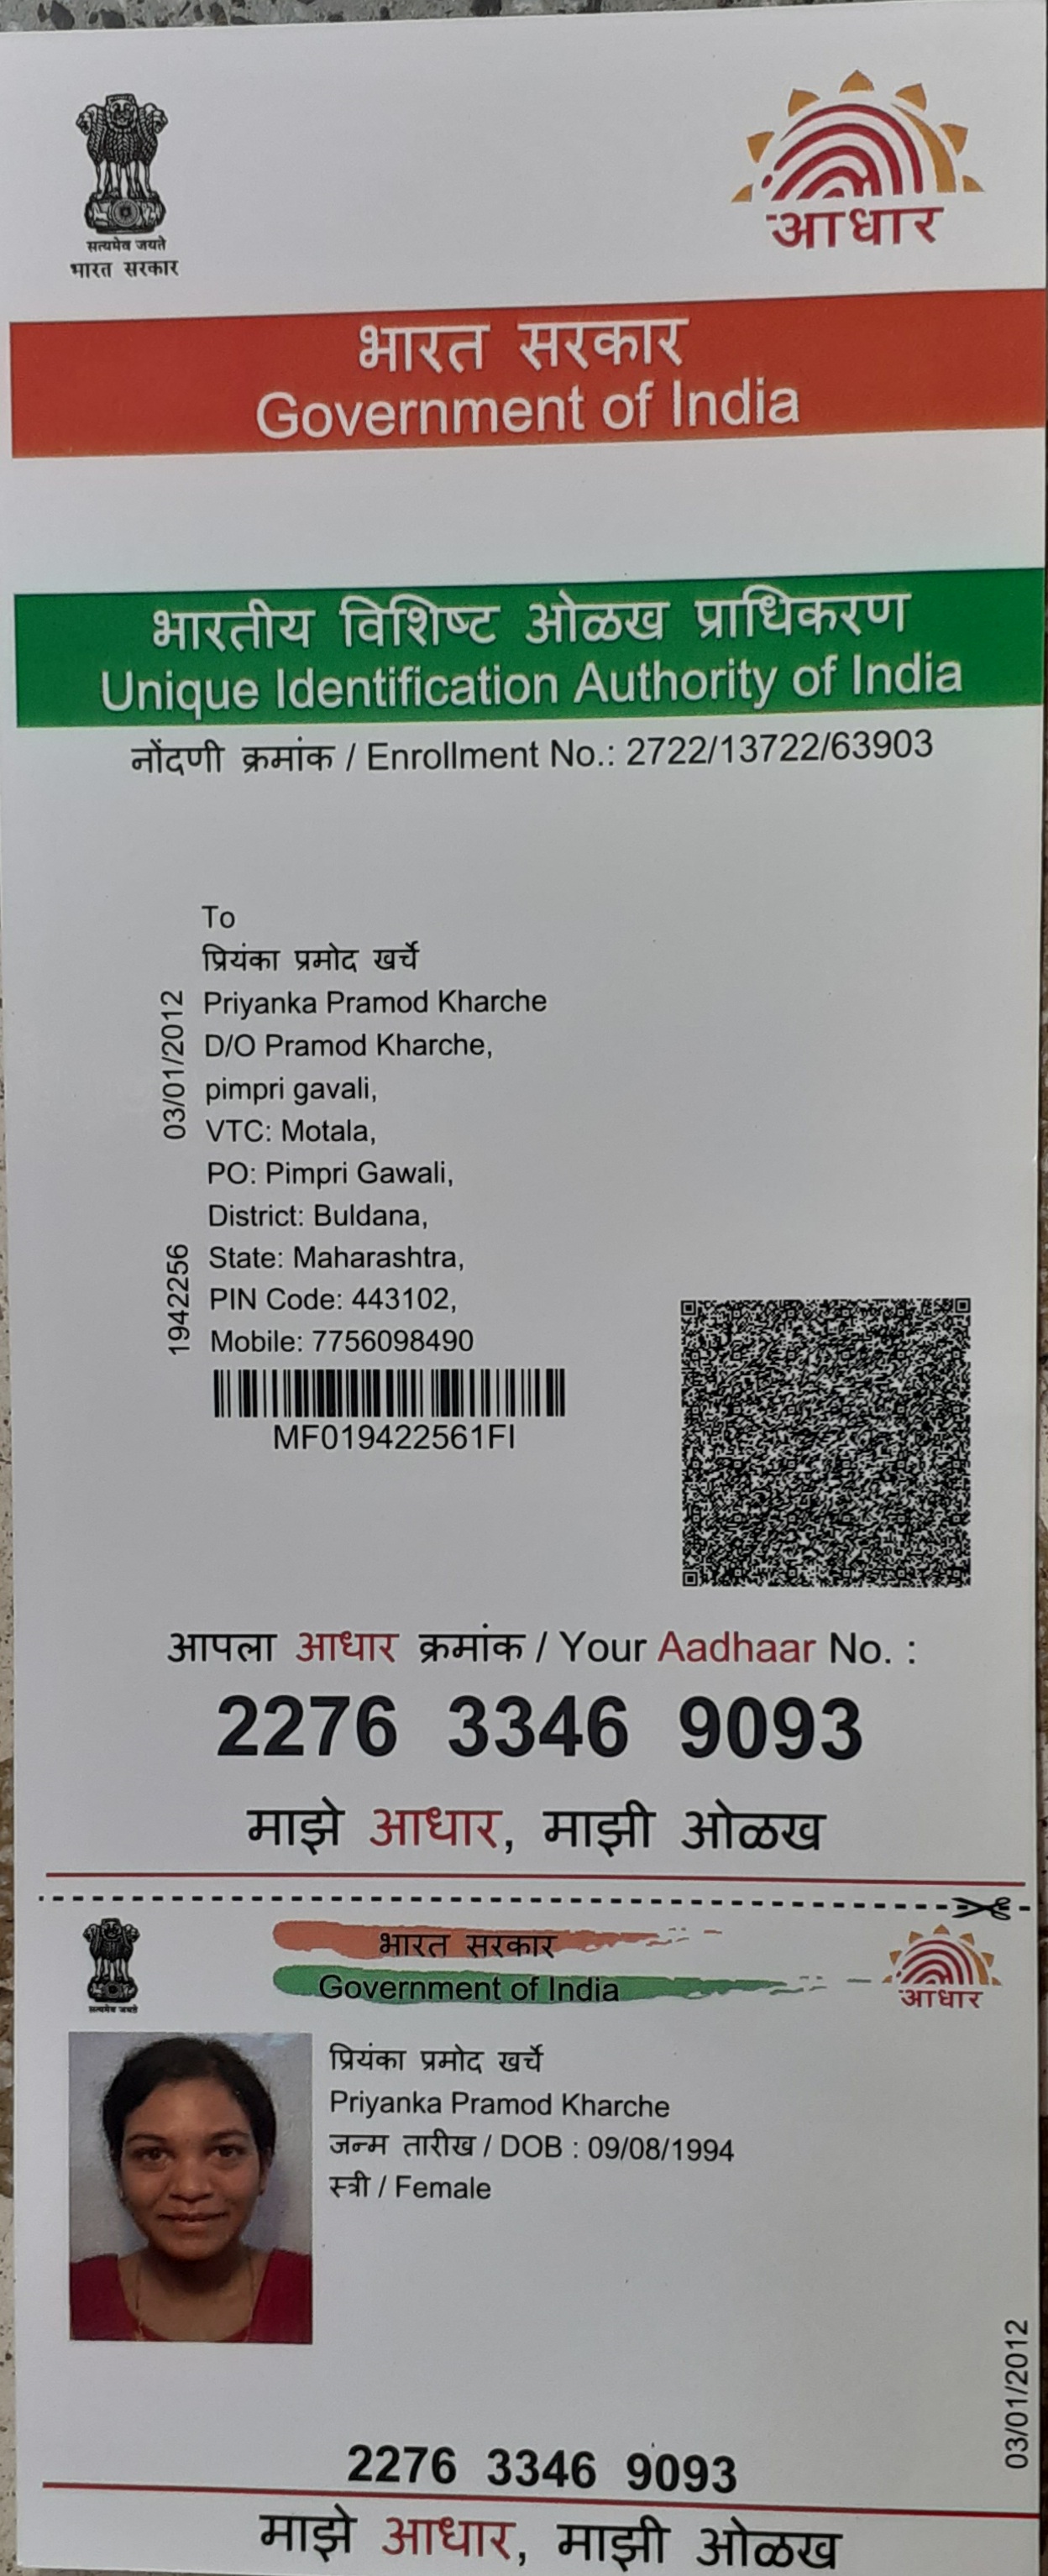 सत्यमेव जयते
भारत सरकार
आधार
भारत सरकार
Government of India
भारतीय विशिष्ट ओळख प्राधिकरण
Unique Identification Authority of India
नोंदणी क्रमांक / Enrollment No.: 2722/13722/63903
To
प्रियंका प्रमोद खर्चे
Priyanka Pramod Kharche
D/O Pramod Kharche,
pimpri gavali,
VTC: Motala,
PO: Pimpri Gawali,
District: Buldana,
State: Maharashtra,
PIN Code: 443102,
Mobile: 7756098490
03/01/2012
1942256
MF019422561FI
आपला आधार क्रमांक / Your Aadhaar No. :
2276 3346 9093
माझे आधार, माझी ओळख
सत्यमेव जयते
भारत सरकार
Government of India
आधार
प्रियंका प्रमोद खर्चे
Priyanka Pramod Kharche
जन्म तारीख / DOB : 09/08/1994
स्त्री / Female
03/01/2012
2276 3346 9093
माझे आधार, माझी ओळख